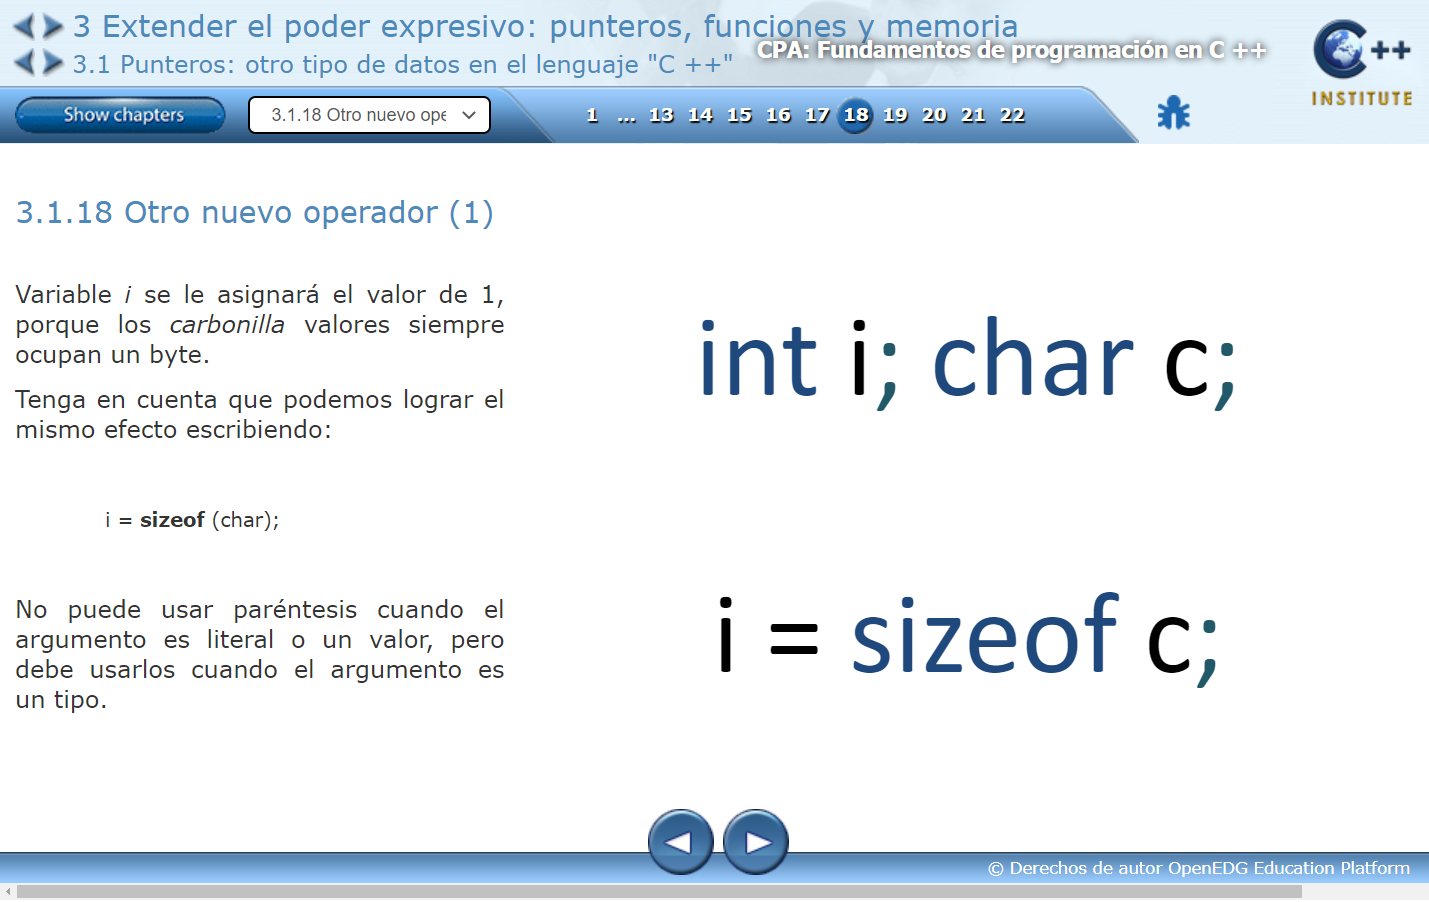 3 Extender el poder expresivo: punteros, funciones y memoria
3.1 Punteros: otro tipo de datos en el lenguaje "C ++"
CPA: Fundamentos de programación en C ++
++
INSTITUTE
Show chapters
3.1.18 Otro nuevo ope
1 ... 13 14 15 16 17 18 19 20 21 22
3.1.18 Otro nuevo operador (1)
Variable i se le asignará el valor de 1,
porque los carbonilla valores siempre
ocupan un byte.
Tenga en cuenta que podemos lograr el
mismo efecto escribiendo:
i = sizeof (char);
No puede usar paréntesis cuando el
argumento es literal o un valor, pero
debe usarlos cuando el argumento es
un tipo.
int i; char c;
i = sizeof c;
© Derechos de autor OpenEDG Education Platform